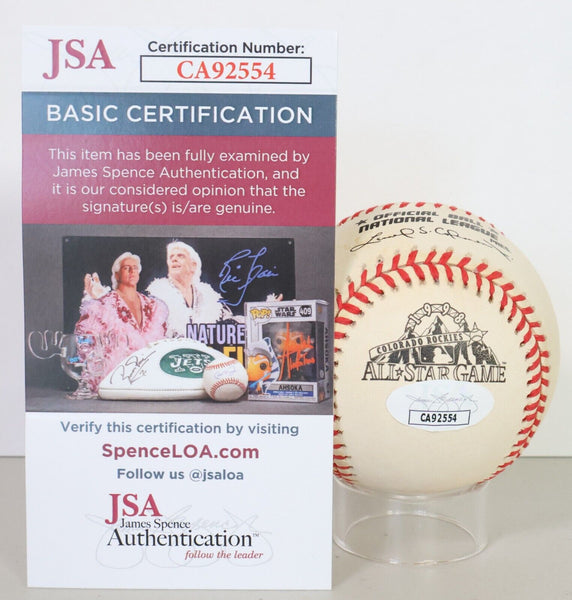 JSA
Certification Number:
CA92554
BASIC CERTIFICATION
This item has been fully examined by
James Spence Authentication, and
it is our considered opinion that the
signature(s) is/are genuine.
NATURE
STAR WARS
POP!
409
AHSOKA
JETS
Verify this certification by visiting
SpenceLOA.com
Follow us @jsaloa
JSA
James Spence
Authentication™
follow the leader
OFFICIAL BALL
NATIONAL LEAGUE
1998
COLORADO ROCKIES
ALL★STAR GAME
CA92554